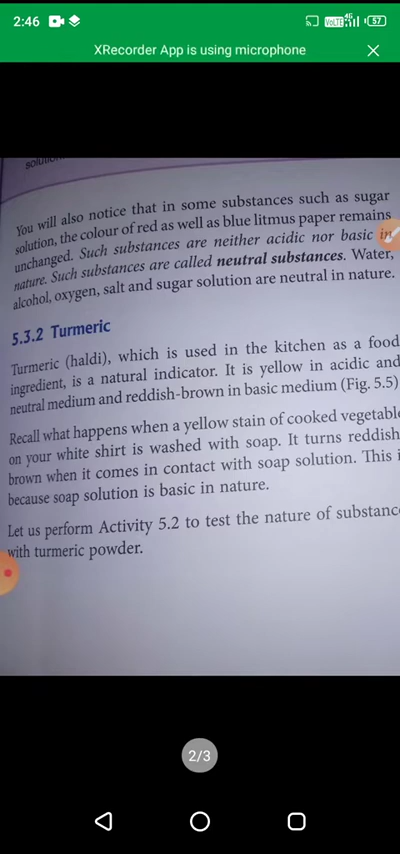 2:46
VoLTE 4G 57
XRecorder App is using microphone
You will also notice that in some substances such as sugar
solution, the colour of red as well as blue litmus paper remains
unchanged. Such substances are neither acidic nor basic in
nature. Such substances are called neutral substances. Water,
alcohol, oxygen, salt and sugar solution are neutral in nature.
5.3.2 Turmeric
Turmeric (haldi), which is used in the kitchen as a food
ingredient, is a natural indicator. It is yellow in acidic and
neutral medium and reddish-brown in basic medium (Fig. 5.5)
Recall what happens when a yellow stain of cooked vegetable
on your white shirt is washed with soap. It turns reddish
brown when it comes in contact with soap solution. This i
because soap solution is basic in nature.
Let us perform Activity 5.2 to test the nature of substanc
with turmeric powder.
2/3